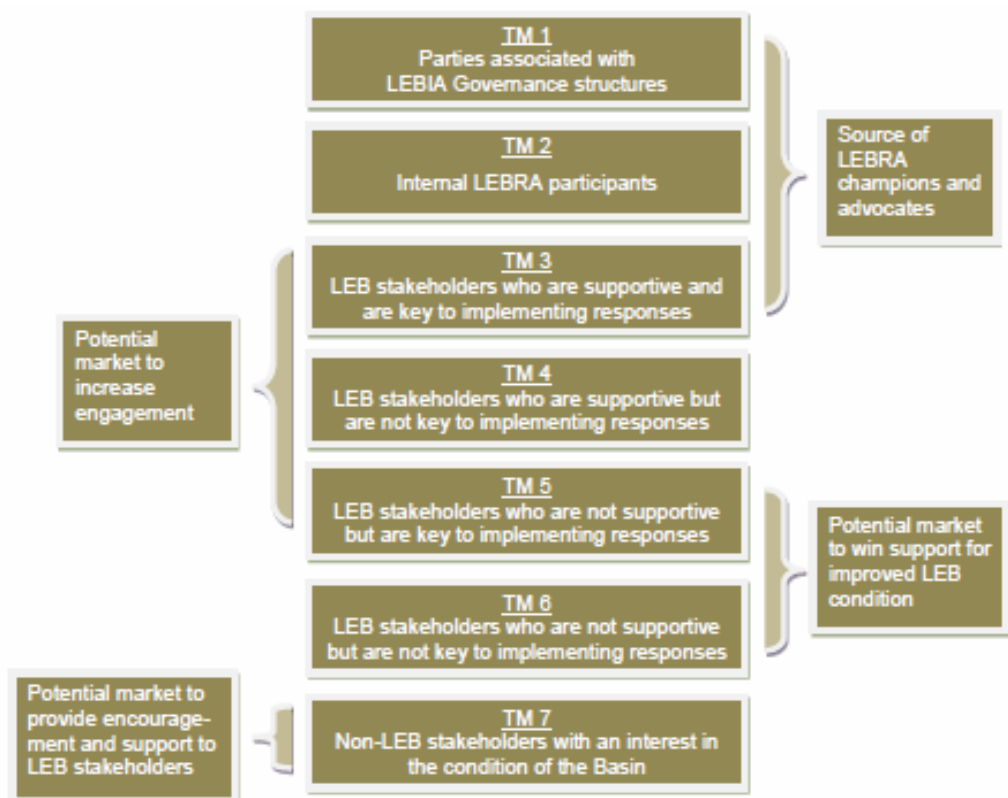 TM 1
Parties associated with
LEBIA Governance structures
TM 2
Internal LEBRA participants
Source of
LEBRA
champions and
advocates
TM 3
LEB stakeholders who are supportive and
are key to implementing responses
Potential
market to
increase
engagement
TM 4
LEB stakeholders who are supportive but
are not key to implementing responses
TM 5
LEB stakeholders who are not supportive
but are key to implementing responses
Potential market
to win support for
improved LEB
condition
TM 6
LEB stakeholders who are not supportive
but are not key to implementing responses
Potential market to
provide encourage-
ment and support to
LEB stakeholders
TM 7
Non-LEB stakeholders with an interest in
the condition of the Basin